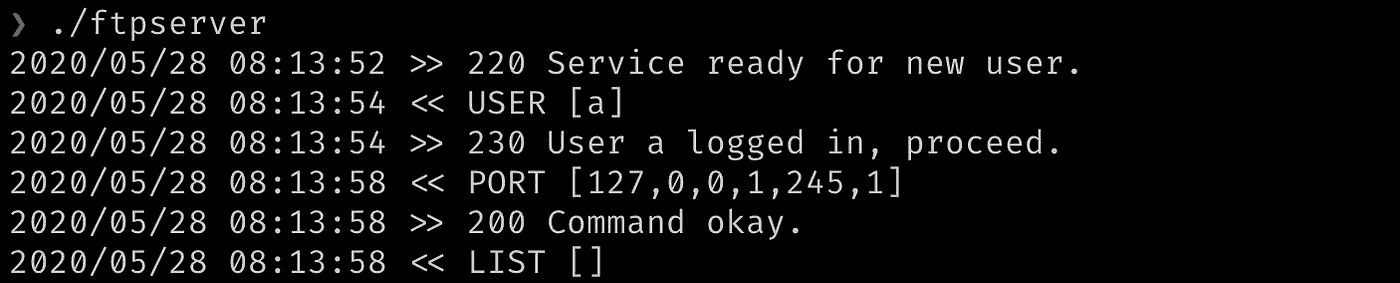 ❯ ./ftpserver
2020/05/28 08:13:52 >> 220 Service ready for new user.
2020/05/28 08:13:54 << USER [a]
2020/05/28 08:13:54 >> 230 User a logged in, proceed.
2020/05/28 08:13:58 << PORT [127,0,0,1,245,1]
2020/05/28 08:13:58 >> 200 Command okay.
2020/05/28 08:13:58 << LIST []